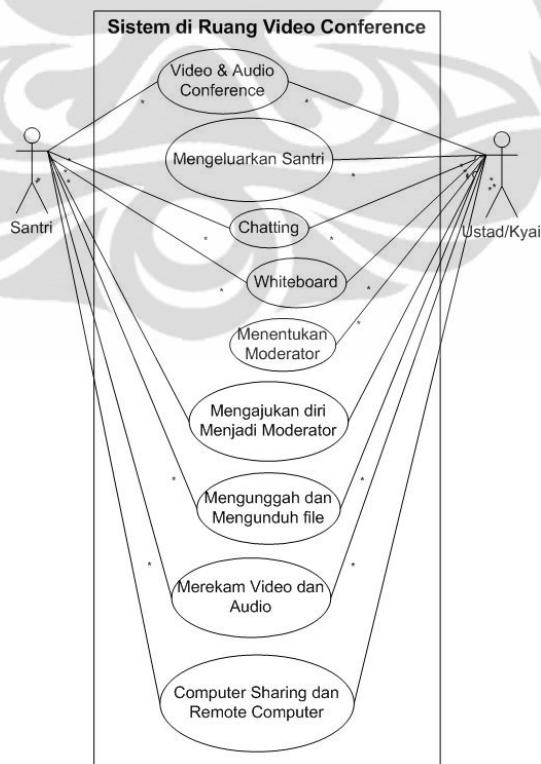 Sistem di Ruang Video Conference
Video & Audio
Conference
Mengeluarkan Santri
Chatting
Santri
Ustad/Kyai
Whiteboard
Menentukan
Moderator
Mengajukan diri
Menjadi Moderator
Mengunggah dan
Mengunduh file
Merekam Video dan
Audio
Computer Sharing dan
Remote Computer